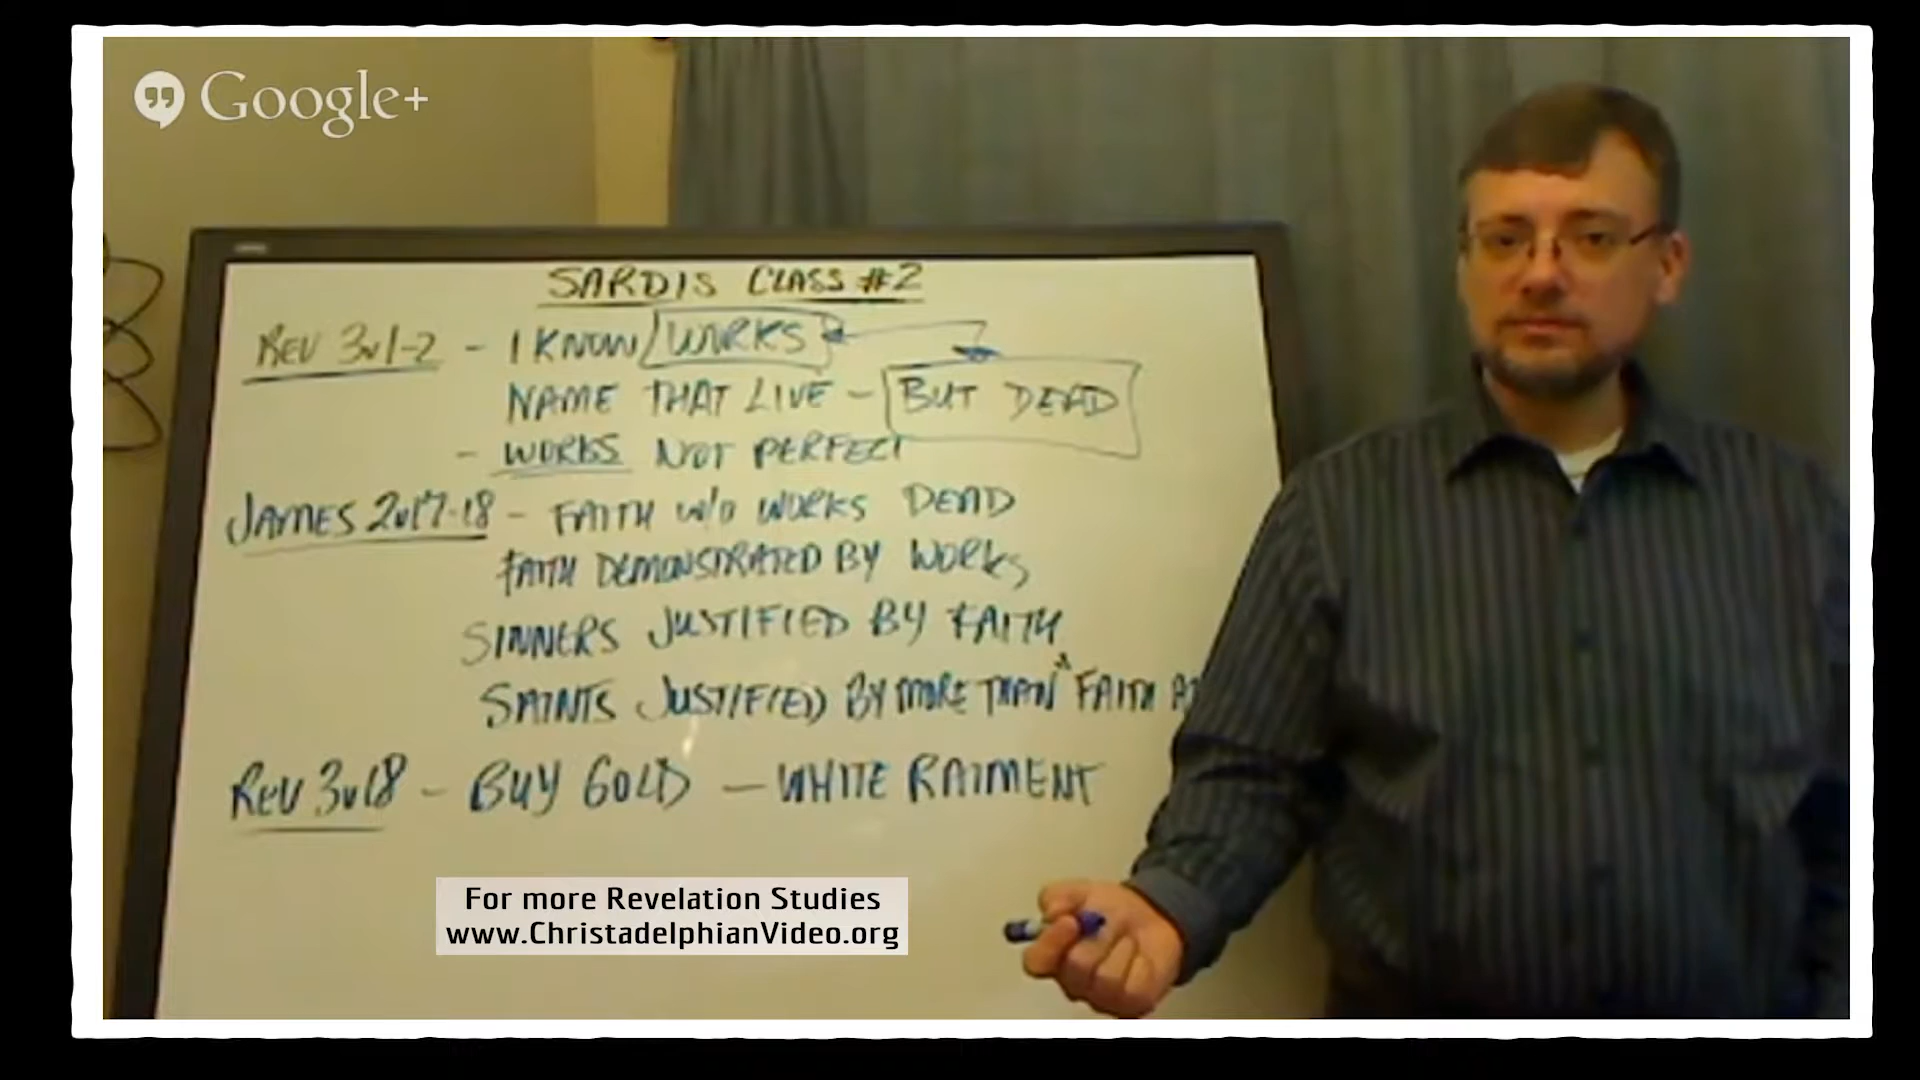 Google+
SARDIS CLASS #2
REV 3v1-2 - I KNOW WORKS
NAME THAT LIVE - BUT DEAD
- WORKS NOT PERFECT
JAMES 2v17-18 - FAITH W/O WORKS DEAD
FAITH DEMONSTRATED BY WORKS
SINNERS JUSTIFIED BY FAITH
SAINTS JUSTIFIED BY MORE THAN FAITH
REV 3v18 - BUY GOLD - WHITE RAIMENT
For more Revelation Studies
www.ChristadelphianVideo.org